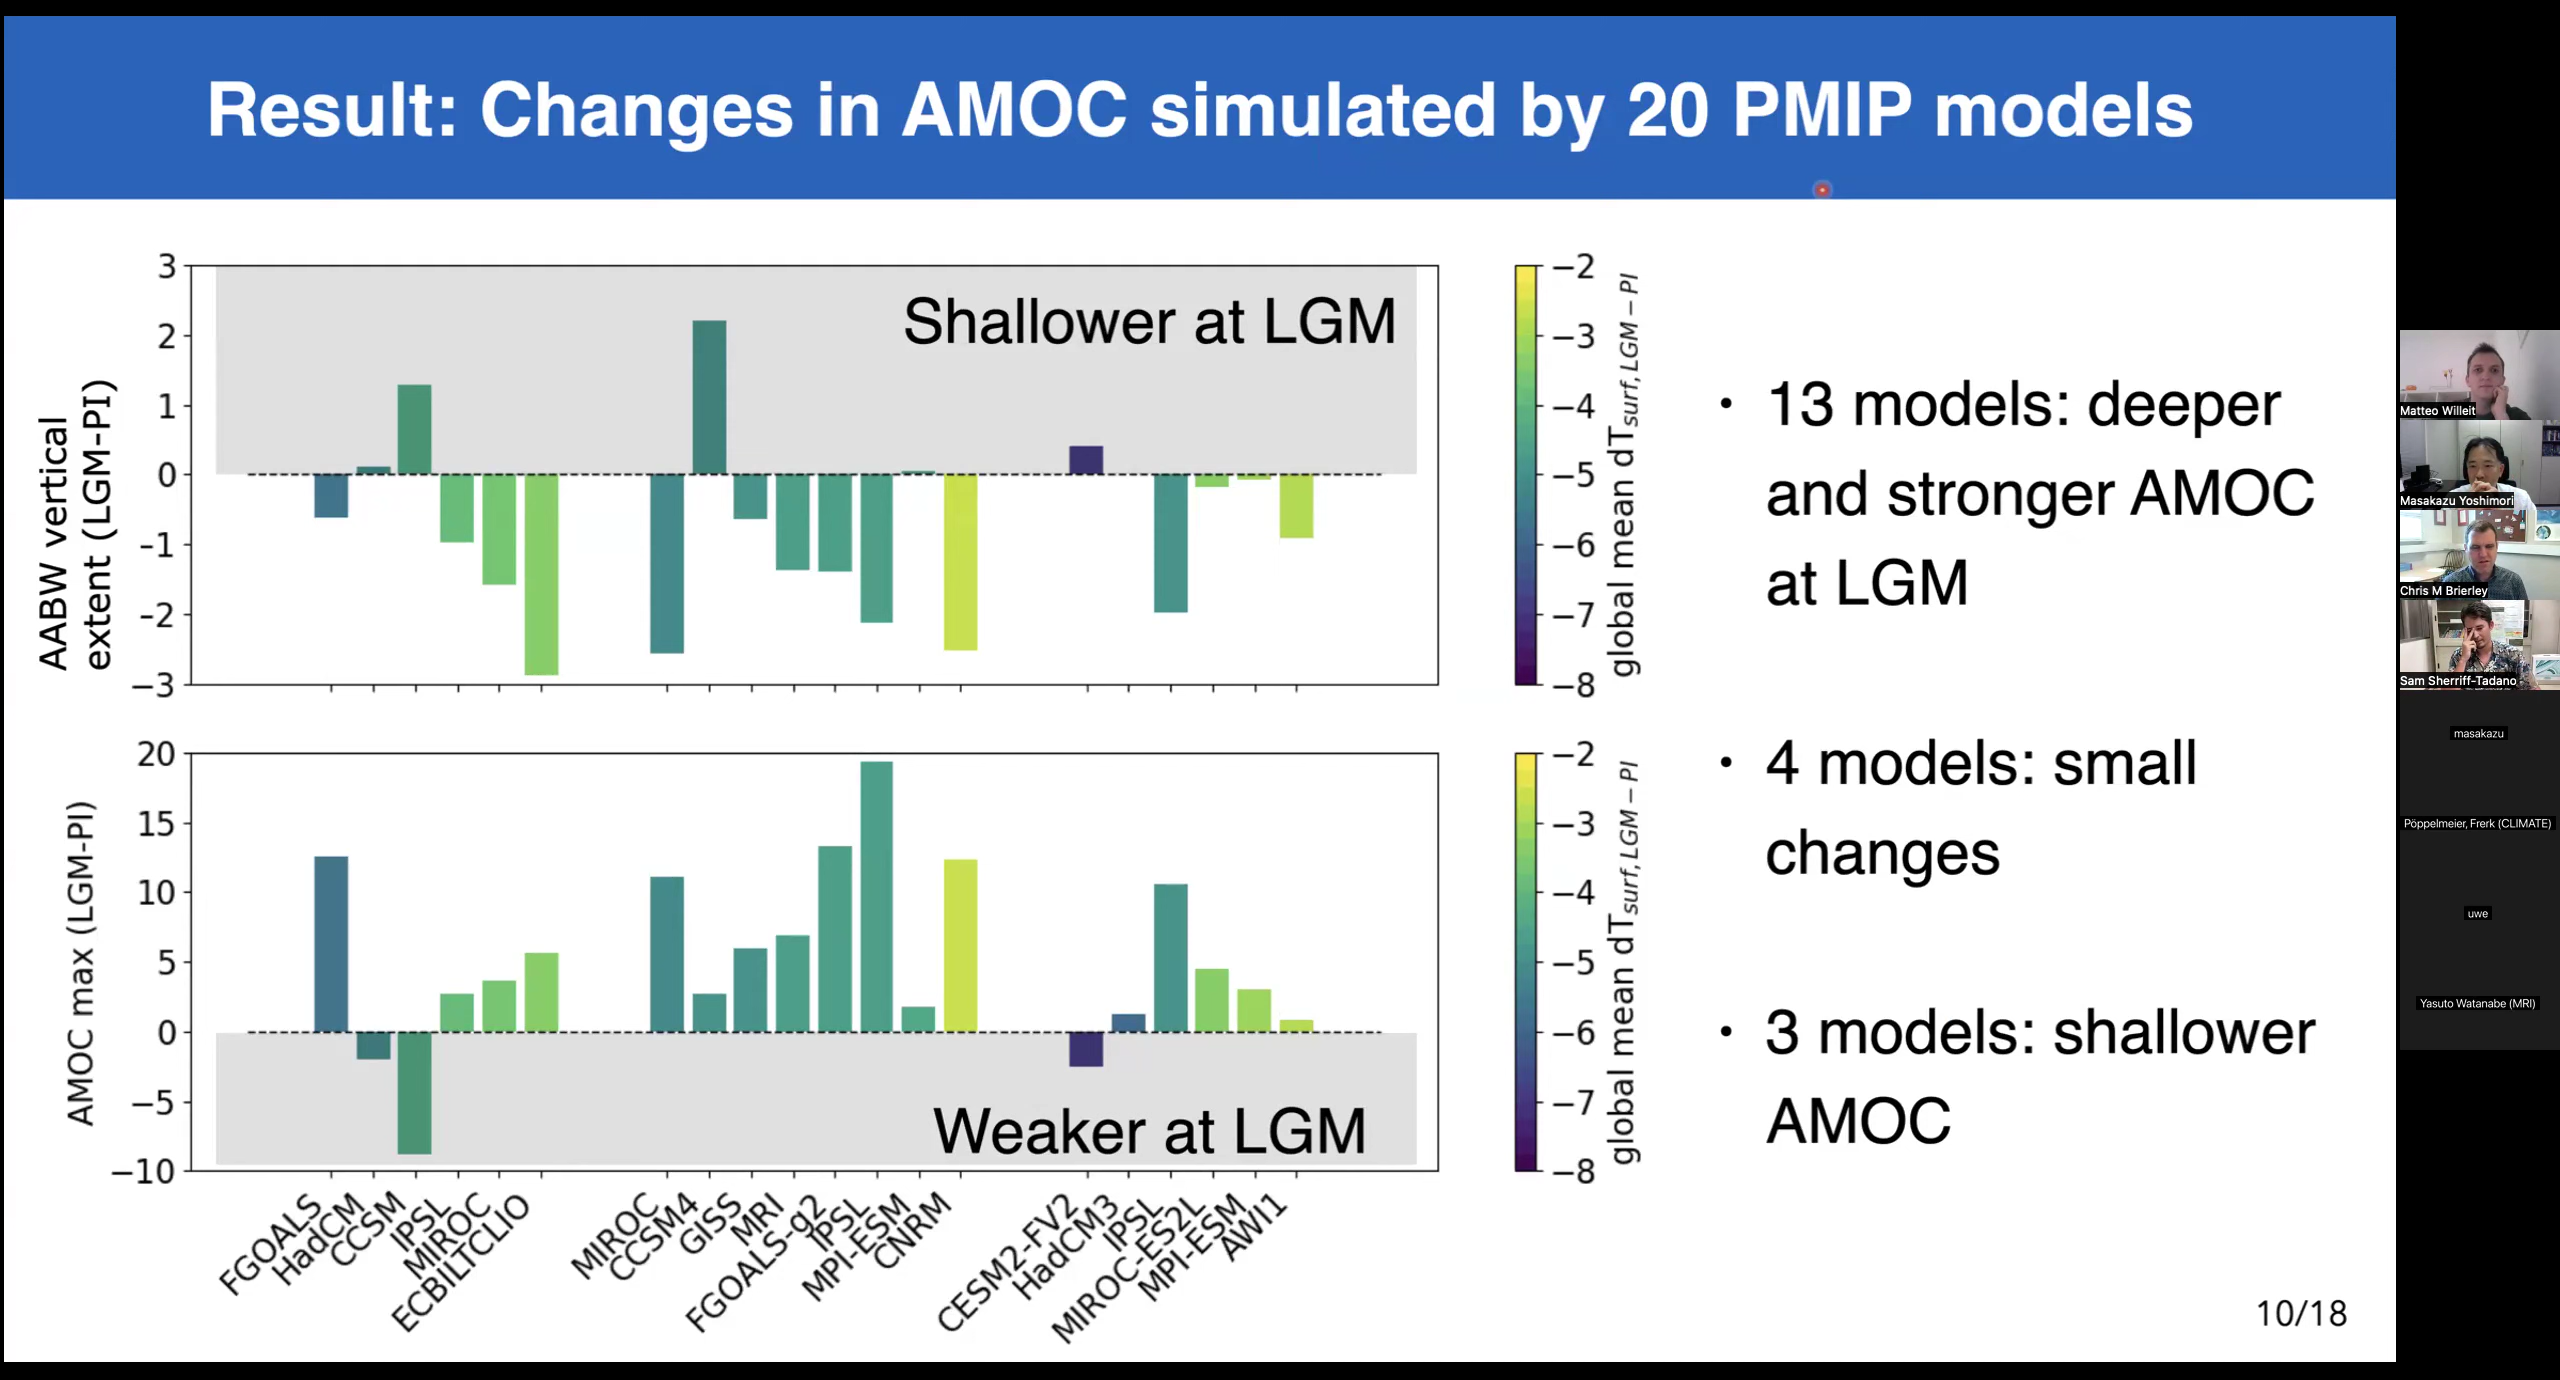 Result: Changes in AMOC simulated by 20 PMIP models
AABW vertical
extent (LGM-PI)
3
2
1
0
-1
−2
−3
Shallower at LGM
−2
−3
−4
−5
−6
−7
−8
global mean dTsurf, LGM − PI
AMOC max (LGM-PI)
20
15
10
5
0
−5
−10
Weaker at LGM
−2
−3
−4
−5
−6
−7
−8
global mean dTsurf, LGM − PI
FGOALS
HadCM
CCSM
IPSL
MIROC
ECBILTCLIO
MIROC
CCSM4
GISS
MRI
FGOALS-g2
IPSL
MPI-ESM
CNRM
CESM2-FV2
HadCM3
IPSL
MIROC-ES2L
MPI-ESM
AWI1
• 13 models: deeper
and stronger AMOC
at LGM
• 4 models: small
changes
• 3 models: shallower
AMOC
10/18
Matteo Willeit
Masakazu Yoshimori
Chris M Brierley
Sam Sherriff-Tadano
masakazu
Pöppelmeier, Frerk (CLIMATE)
uwe
Yasuto Watanabe (MRI)